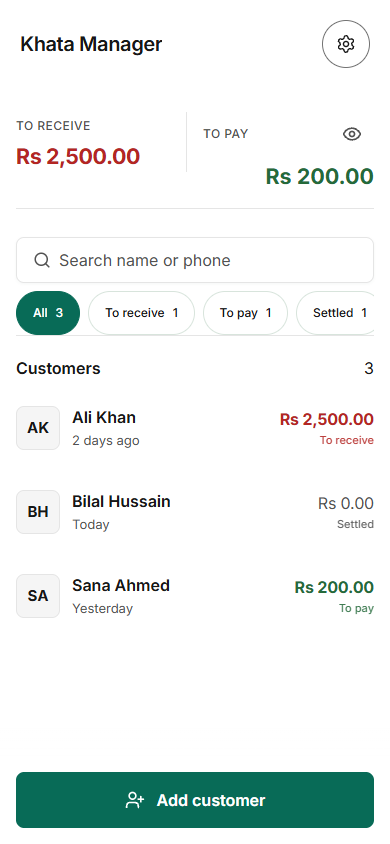 Khata Manager
TO RECEIVE
Rs 2,500.00
TO PAY
Rs 200.00
Search name or phone
All 3
To receive 1
To pay 1
Settled 1
Customers 3
AK
Ali Khan
2 days ago
Rs 2,500.00
To receive
BH
Bilal Hussain
Today
Rs 0.00
Settled
SA
Sana Ahmed
Yesterday
Rs 200.00
To pay
Add customer